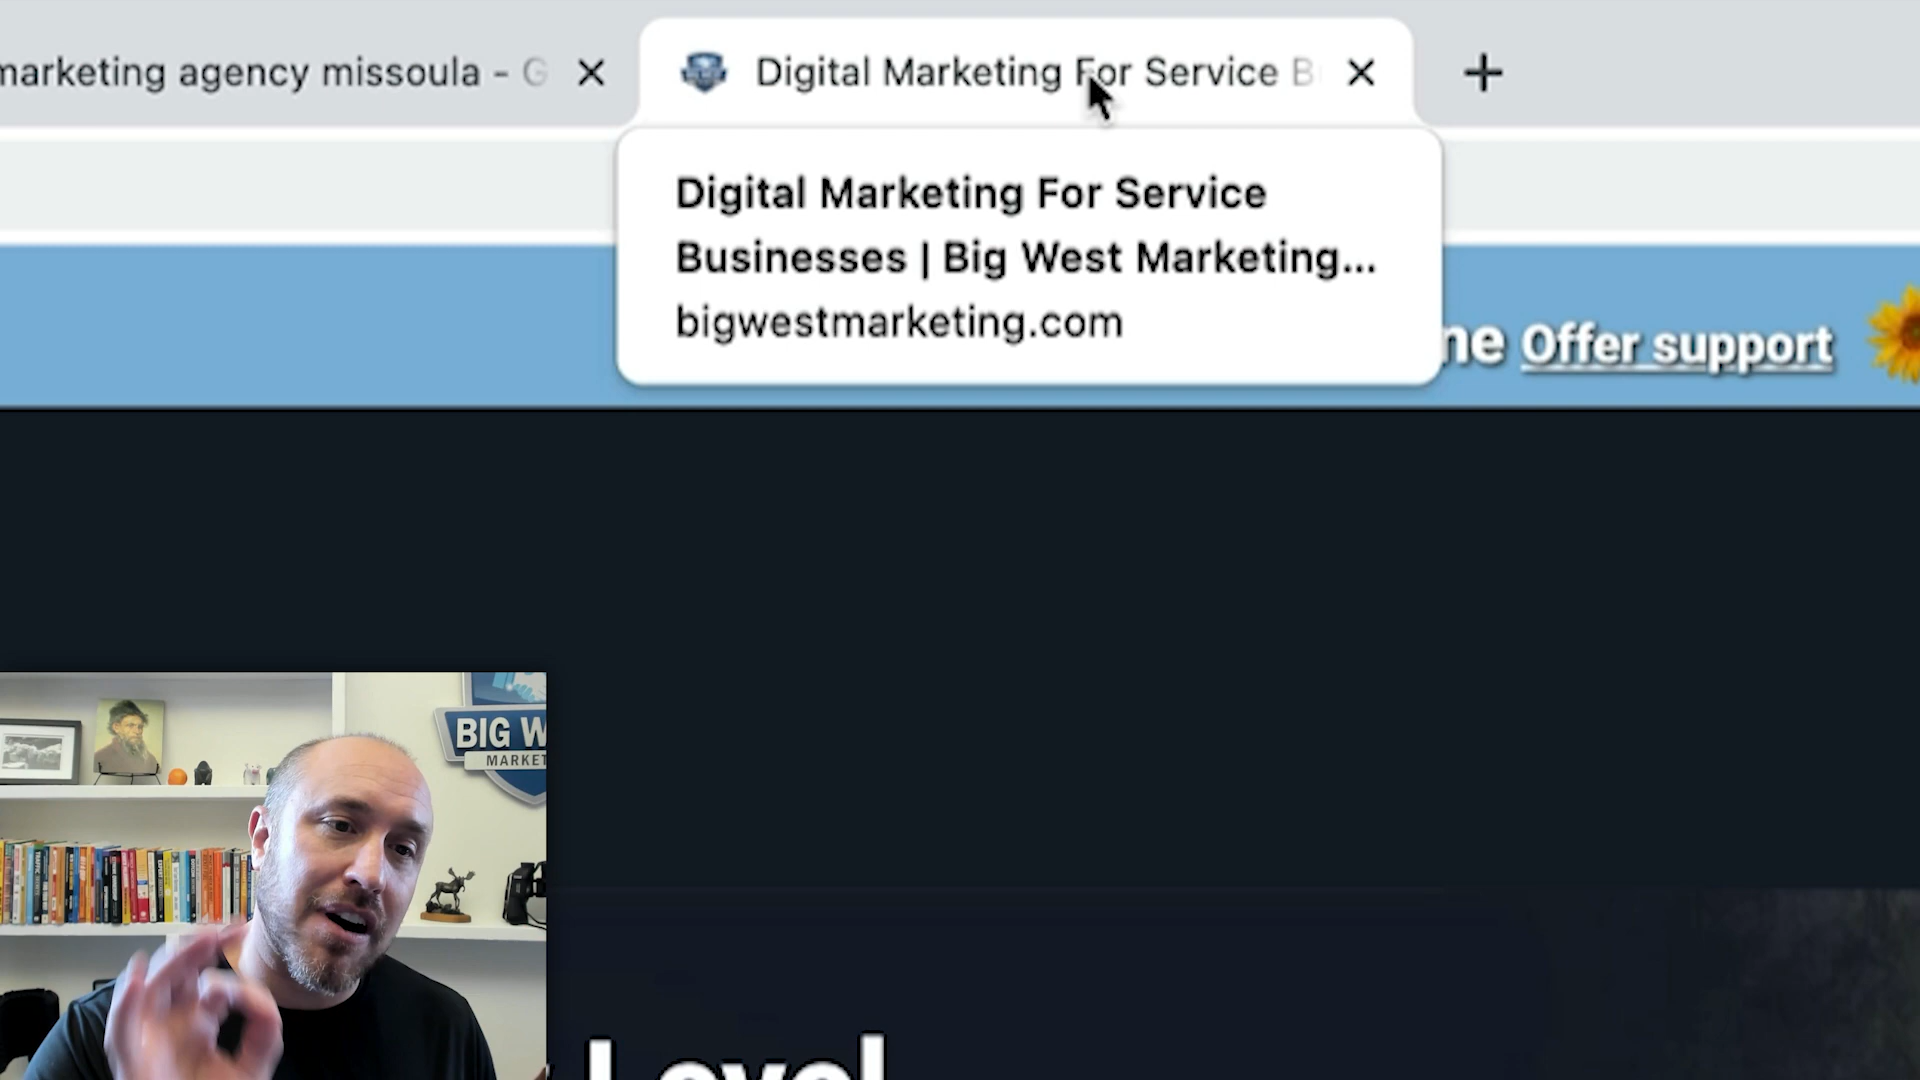 marketing agency missoula - G
Digital Marketing For Service B
Digital Marketing For Service
Businesses | Big West Marketing...
bigwestmarketing.com
Offer support
BIG W
MARKET
Level